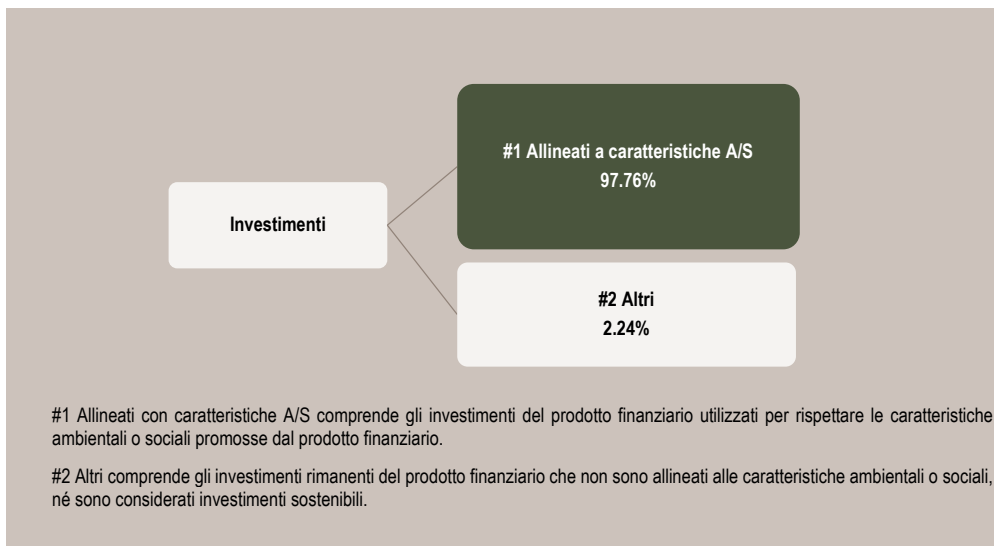 #1 Allineati a caratteristiche A/S
97.76%
Investimenti
#2 Altri
2.24%
#1 Allineati con caratteristiche A/S comprende gli investimenti del prodotto finanziario utilizzati per rispettare le caratteristiche
ambientali o sociali promosse dal prodotto finanziario.
#2 Altri comprende gli investimenti rimanenti del prodotto finanziario che non sono allineati alle caratteristiche ambientali o sociali,
né sono considerati investimenti sostenibili.